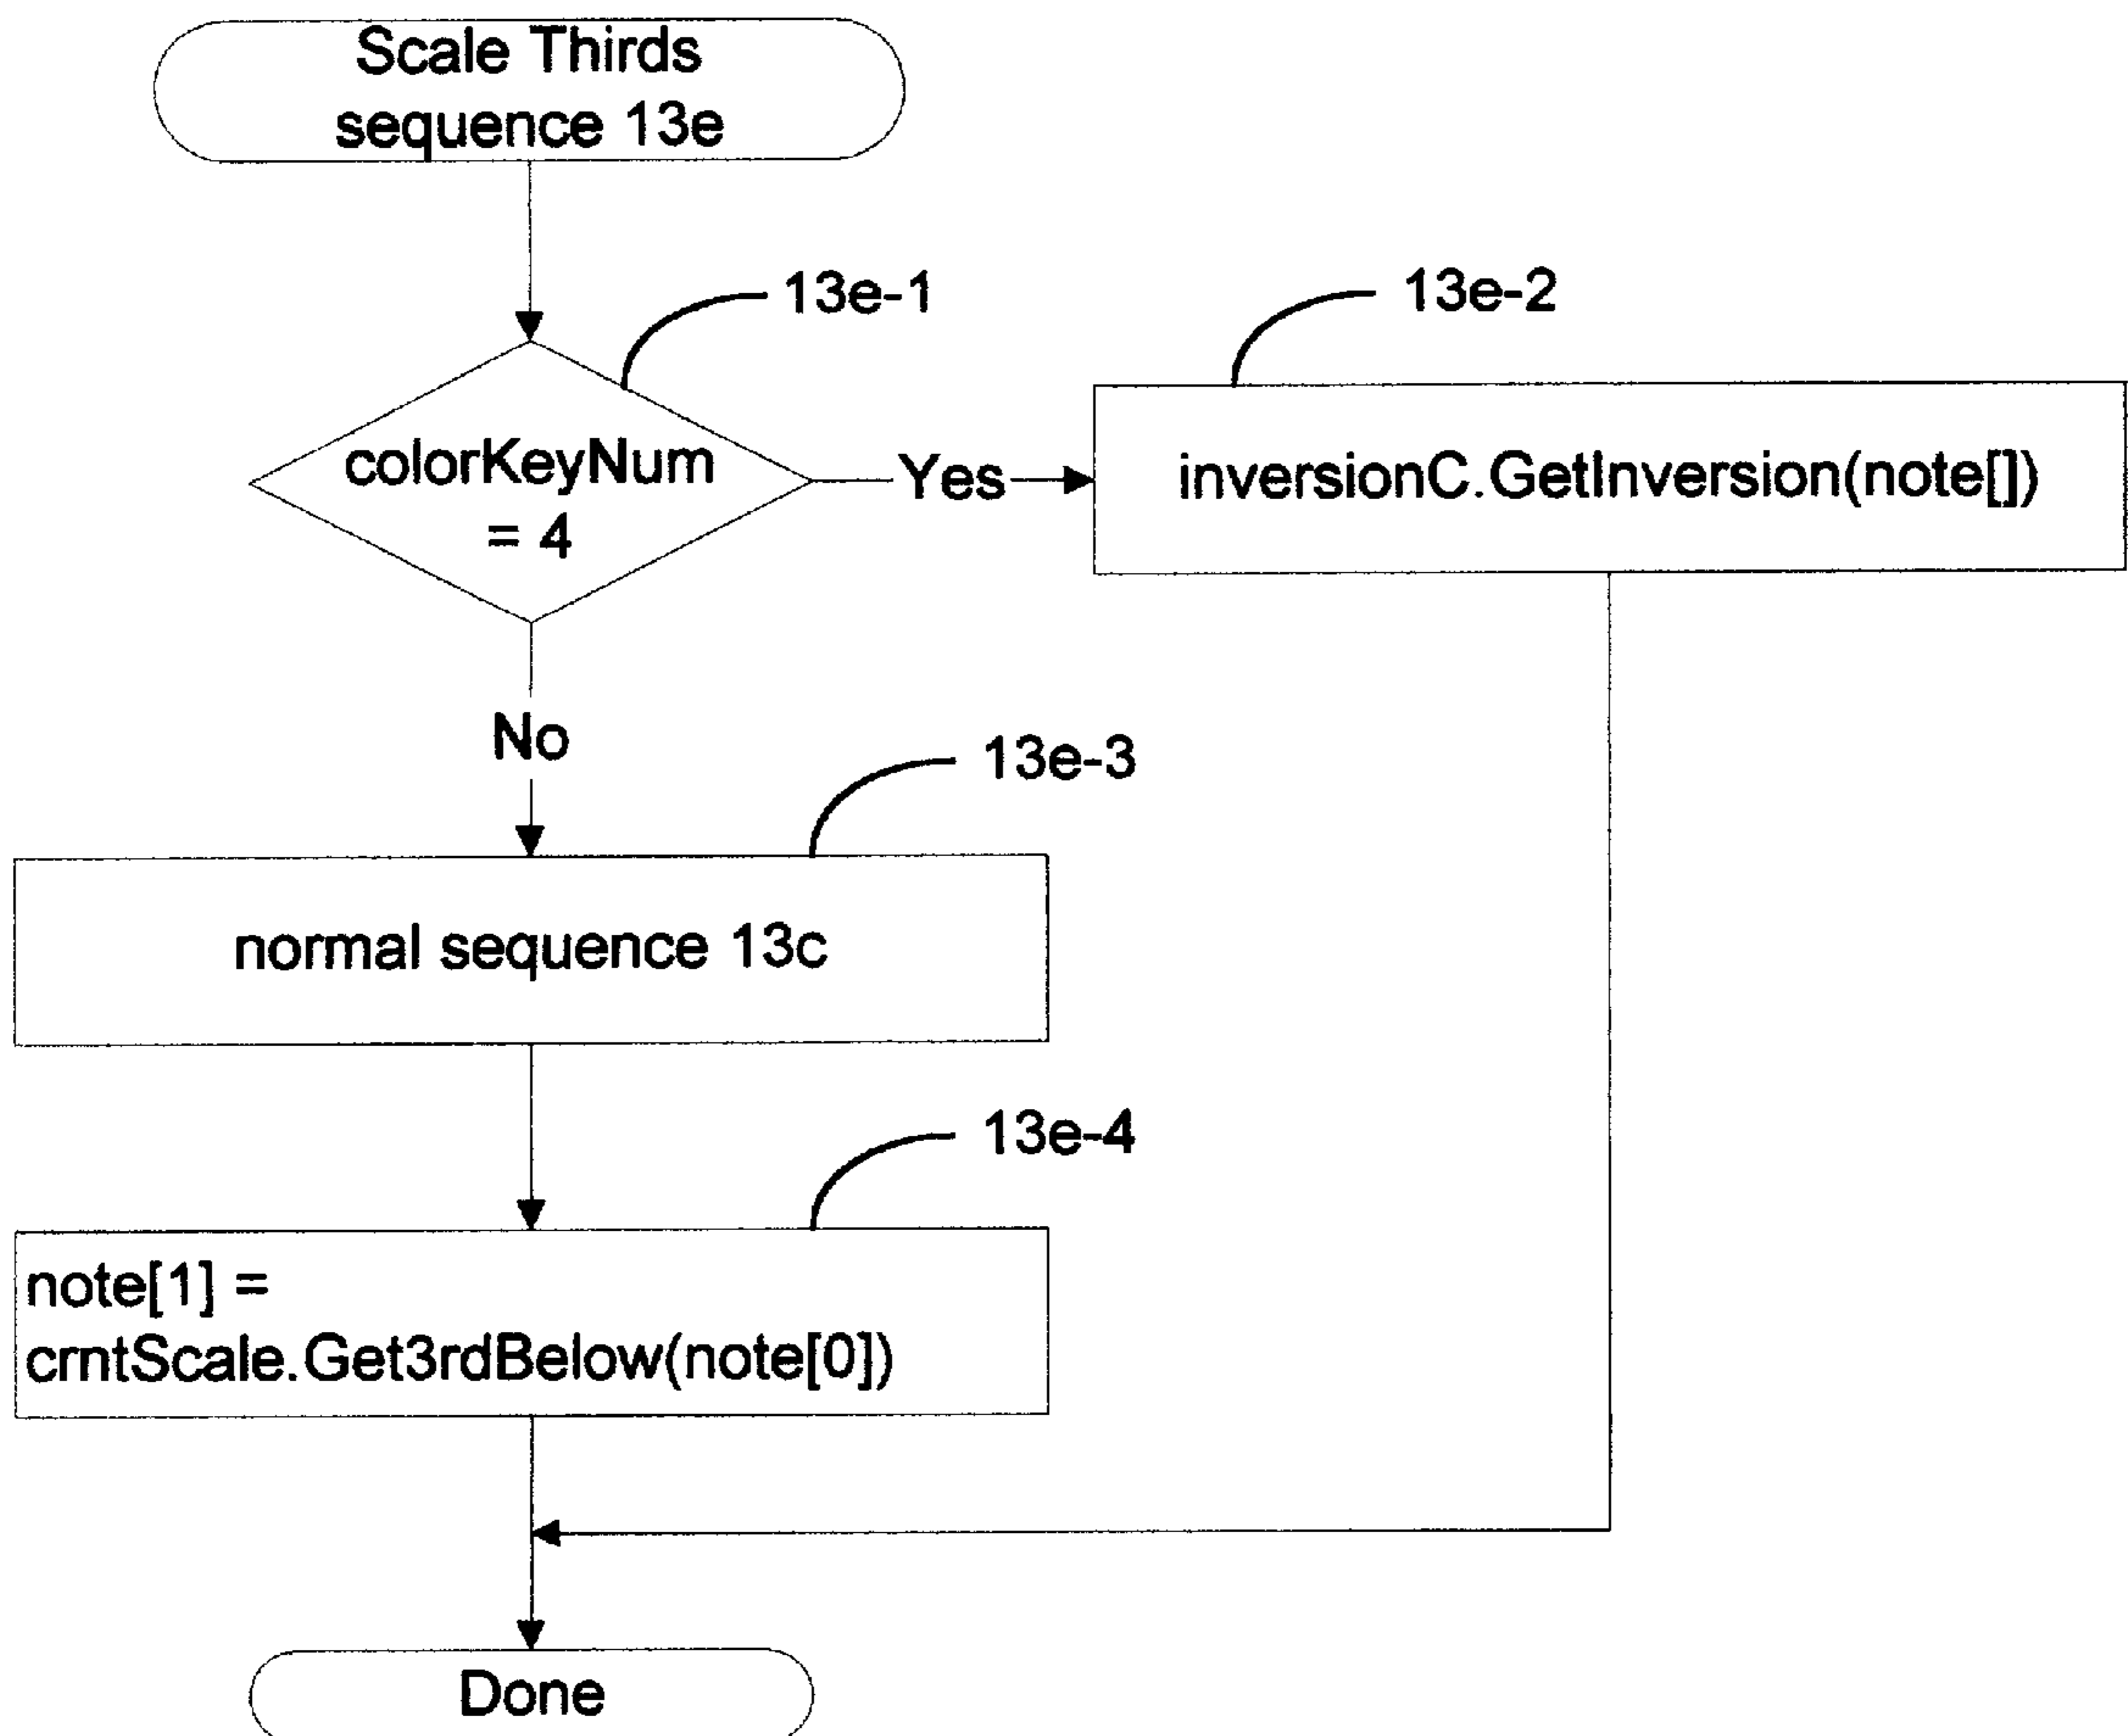 Scale Thirds
sequence 13e
13e-1
13e-2
colorKeyNum
= 4
Yes
inversionC.GetInversion(note[])
No
13e-3
normal sequence 13c
13e-4
note[1] =
crntScale.Get3rdBelow(note[0])
Done